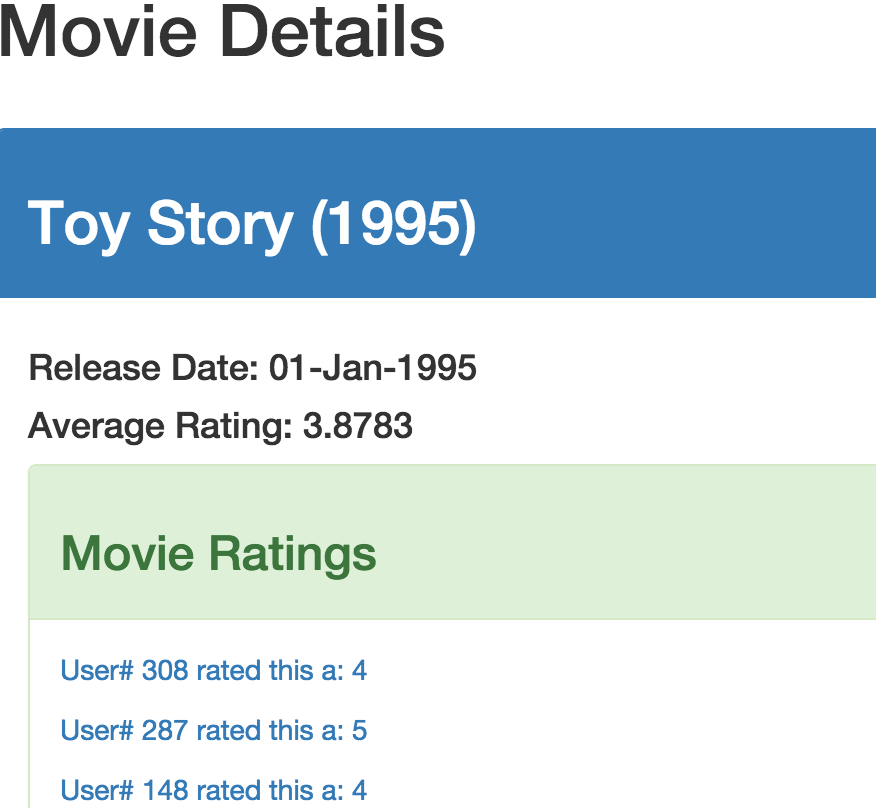 Movie Details
Toy Story (1995)
Release Date: 01-Jan-1995
Average Rating: 3.8783
Movie Ratings
User# 308 rated this a: 4
User# 287 rated this a: 5
User# 148 rated this a: 4